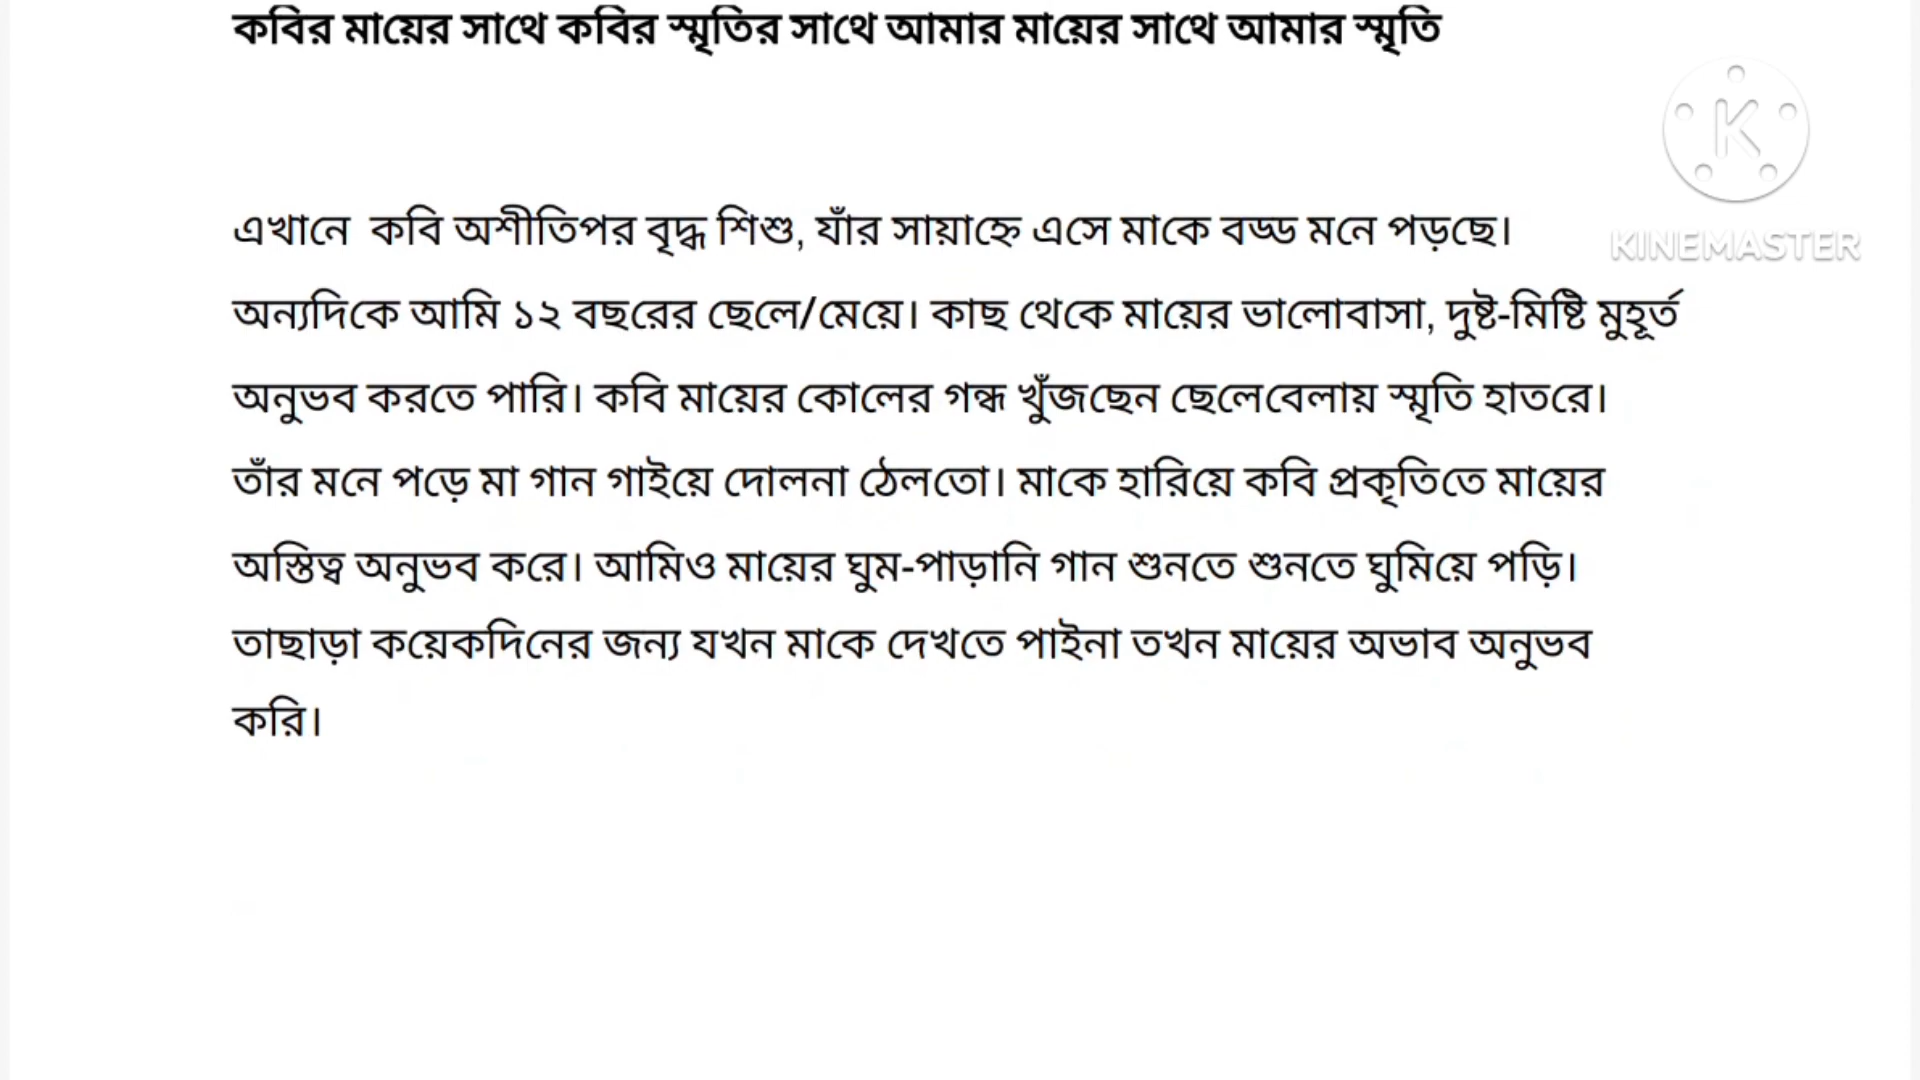 কবির মায়ের সাথে কবির স্মৃতির সাথে আমার মায়ের সাথে আমার স্মৃতি
K
KINEMASTER
এখানে কবি অশীতিপর বৃদ্ধ শিশু, যাঁর সায়াহ্নে এসে মাকে বড্ড মনে পড়ছে।
অন্যদিকে আমি ১২ বছরের ছেলে/মেয়ে। কাছ থেকে মায়ের ভালোবাসা, দুষ্ট-মিষ্টি মুহূর্ত
অনুভব করতে পারি। কবি মায়ের কোলের গন্ধ খুঁজছেন ছেলেবেলায় স্মৃতি হাতরে।
তাঁর মনে পড়ে মা গান গাইয়ে দোলনা ঠেলতো। মাকে হারিয়ে কবি প্রকৃতিতে মায়ের
অস্তিত্ব অনুভব করে। আমিও মায়ের ঘুম-পাড়ানি গান শুনতে শুনতে ঘুমিয়ে পড়ি।
তাছাড়া কয়েকদিনের জন্য যখন মাকে দেখতে পাইনা তখন মায়ের অভাব অনুভব
করি।